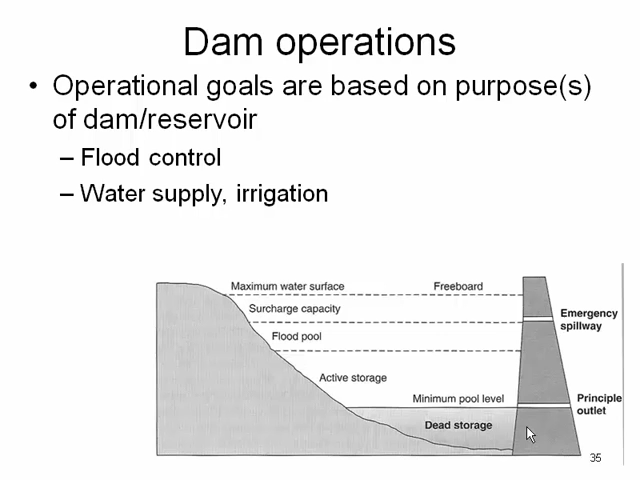 Dam operations
• Operational goals are based on purpose(s)
of dam/reservoir
– Flood control
– Water supply, irrigation
Maximum water surface
Freeboard
Surcharge capacity
Emergency
spillway
Flood pool
Active storage
Minimum pool level
Principle
outlet
Dead storage
35